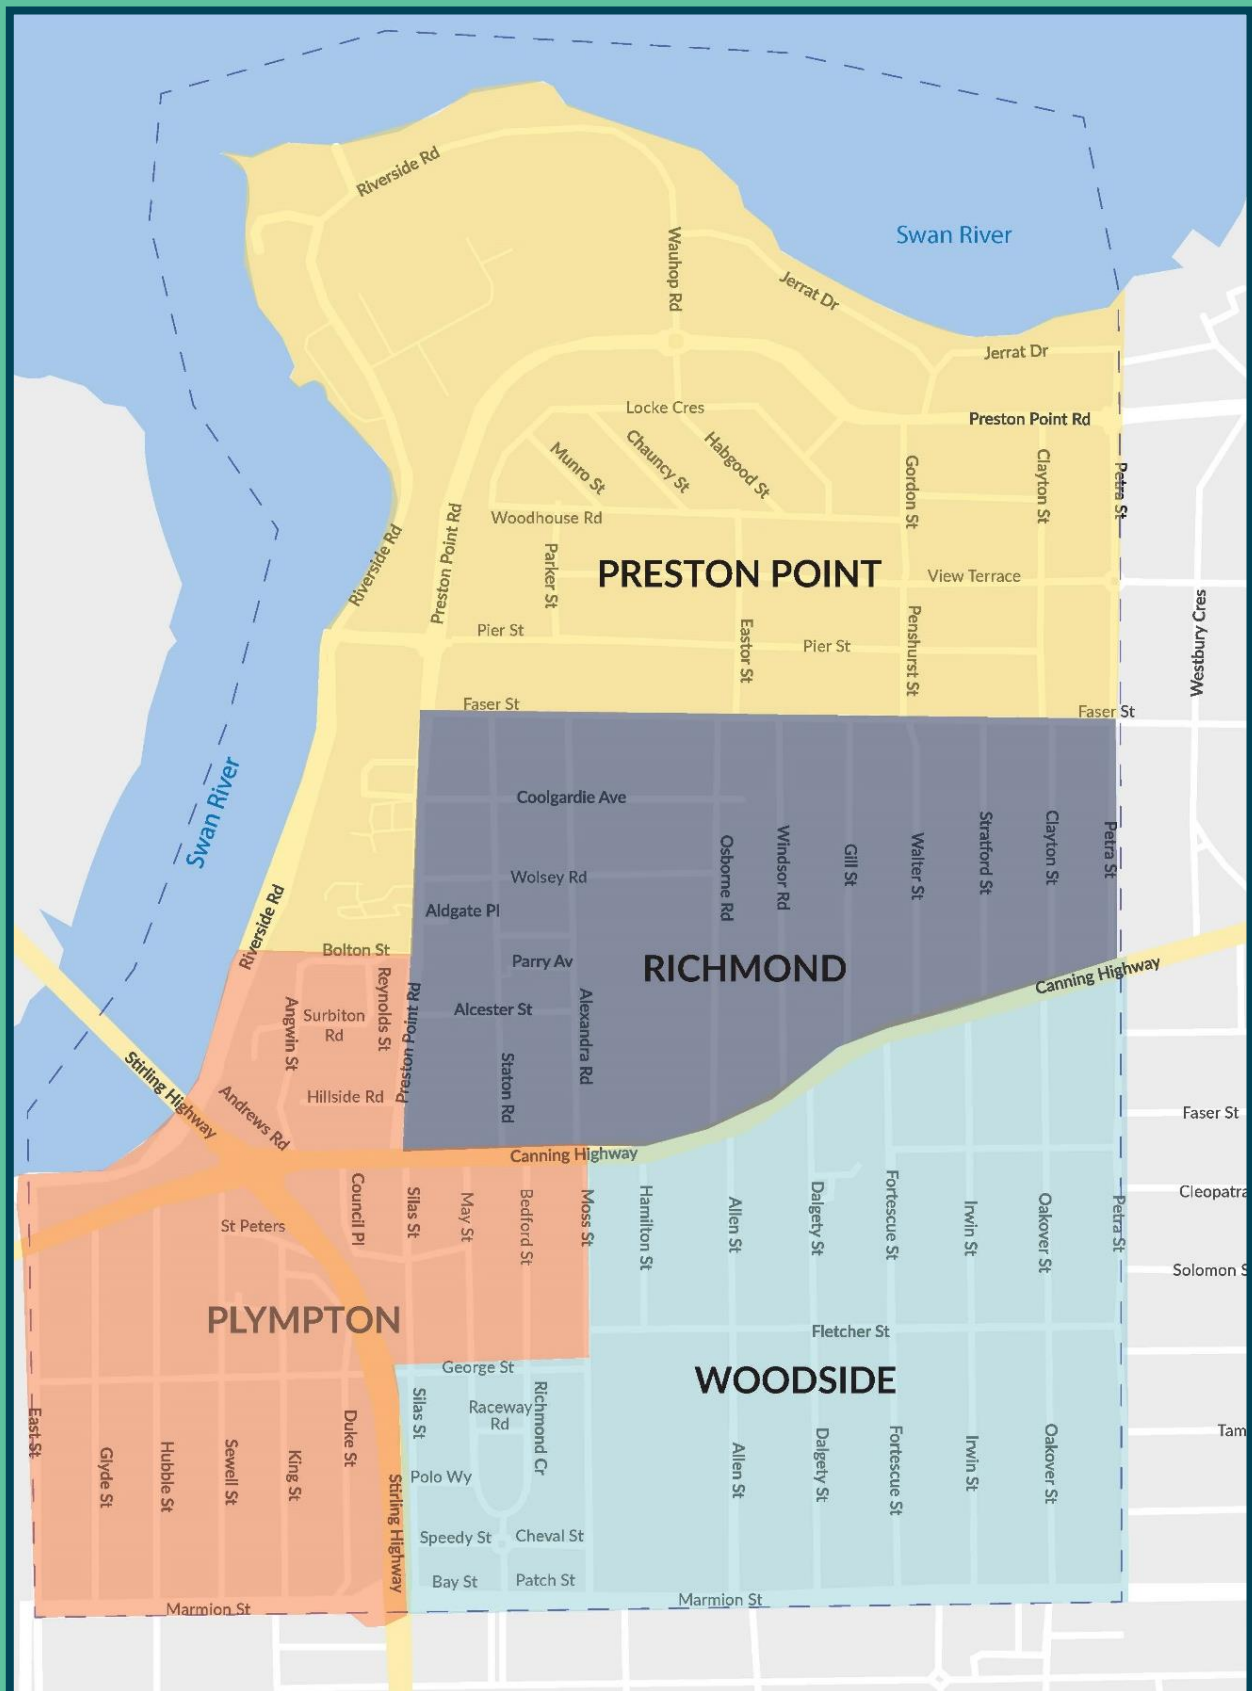 Riverside Rd
Swan River
Wauhop Rd
Jerrat Dr
Jerrat Dr
Locke Cres
Preston Point Rd
Munro St
Chauncy St
Habgood St
Gordon St
Clayton St
Petra St
Woodhouse Rd
Preston Point Rd
Riverside Rd
Parker St
PRESTON POINT
View Terrace
Westbury Cres
Pier St
Eastor St
Pier St
Penshurst St
Faser St
Faser St
Swan River
Coolgardie Ave
Osborne Rd
Windsor Rd
Gill St
Walter St
Stratford St
Clayton St
Petra St
Wolsey Rd
Aldgate Pl
Riverside Rd
Bolton St
Parry Av
RICHMOND
Canning Highway
Reynolds St
Preston Point Rd
Angwin St
Surbiton
Rd
Alcester St
Alexandra Rd
Staton Rd
Stirling Highway
Andrews Rd
Hillside Rd
Faser St
Canning Highway
Council Pl
Silas St
May St
Bedford St
Moss St
Hamilton St
Allen St
Dalgety St
Fortescue St
Irwin St
Oakover St
Petra St
Cleopatra
St Peters
Solomon S
PLYMPTON
Fletcher St
George St
WOODSIDE
East St
Glyde St
Hubble St
Sewell St
King St
Duke St
Stirling Highway
Silas St
Raceway
Rd
Richmond Cr
Allen St
Dalgety St
Fortescue St
Irwin St
Oakover St
Tam
Polo Wy
Speedy St
Cheval St
Bay St
Patch St
Marmion St
Marmion St